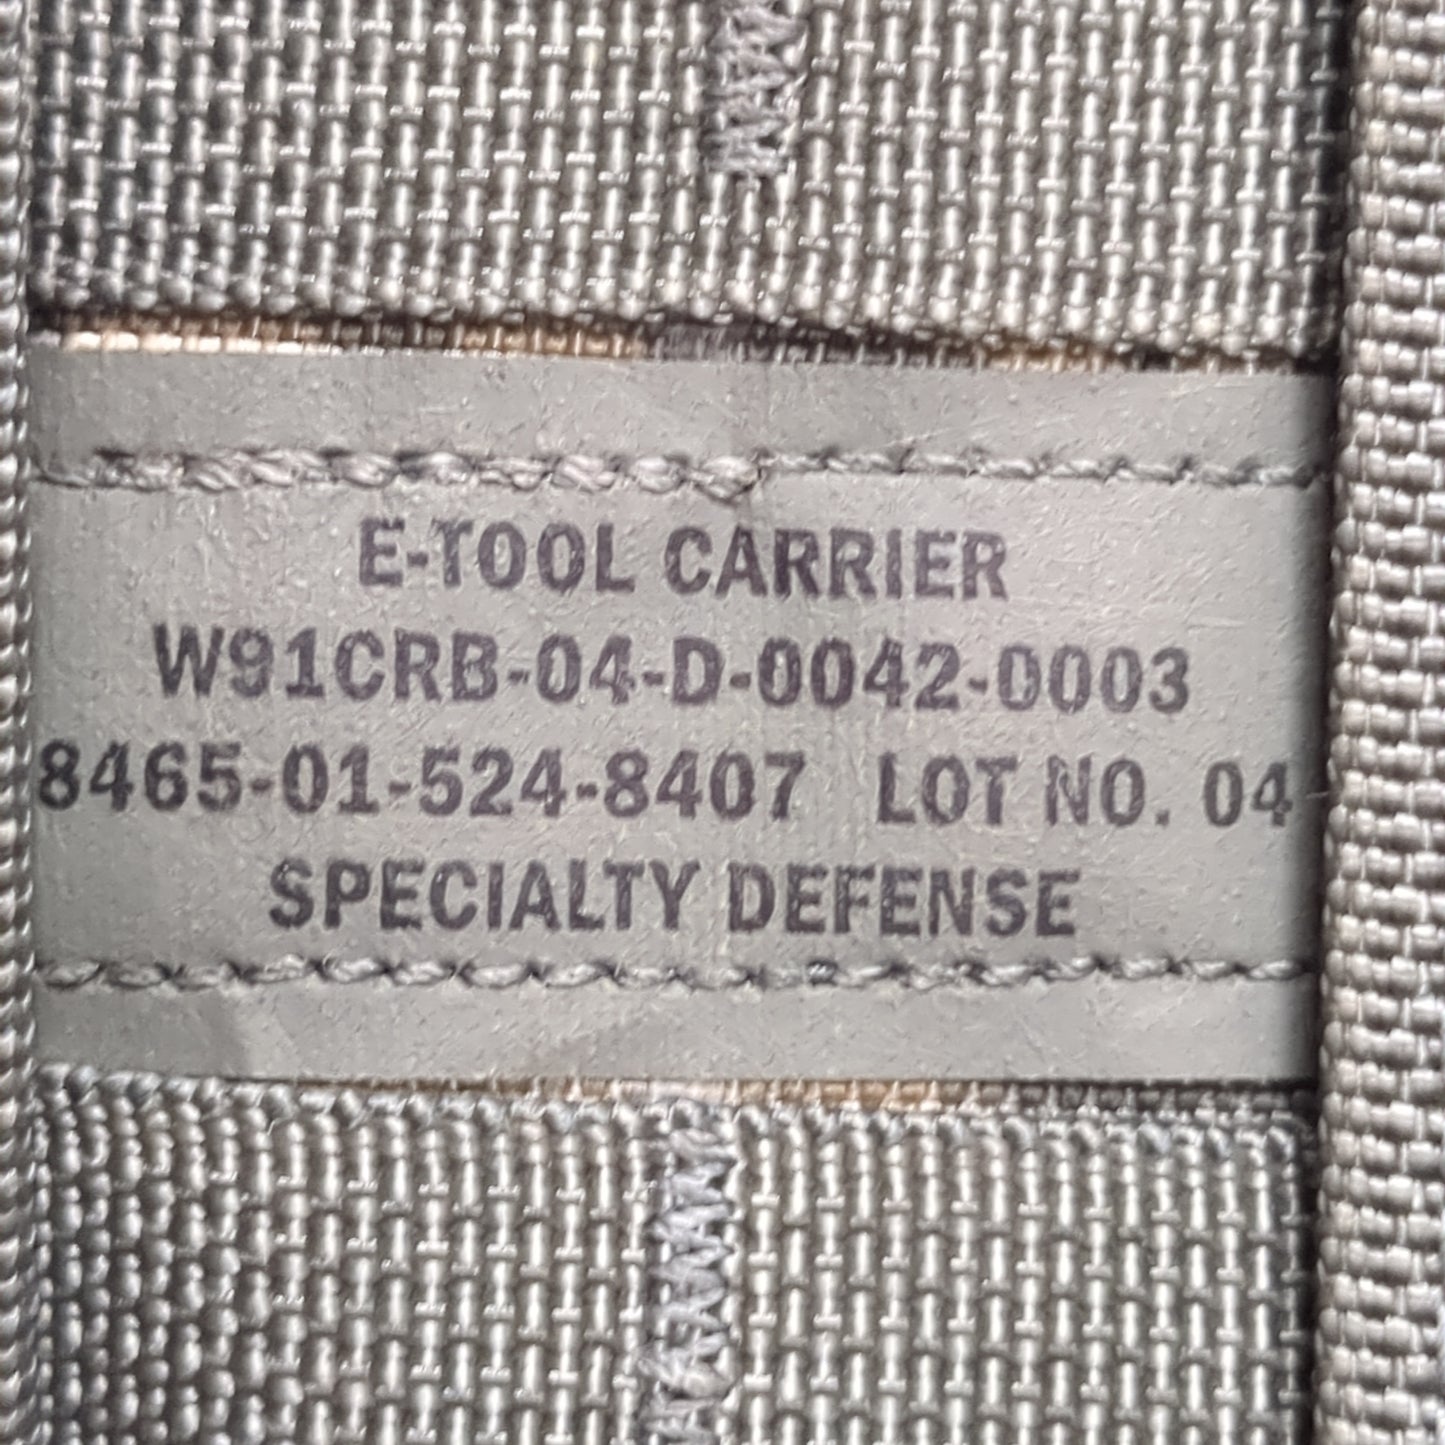 E-TOOL CARRIER
W91CRB-04-D-0042-0003
8465-01-524-8407 LOT NO. 04
SPECIALTY DEFENSE